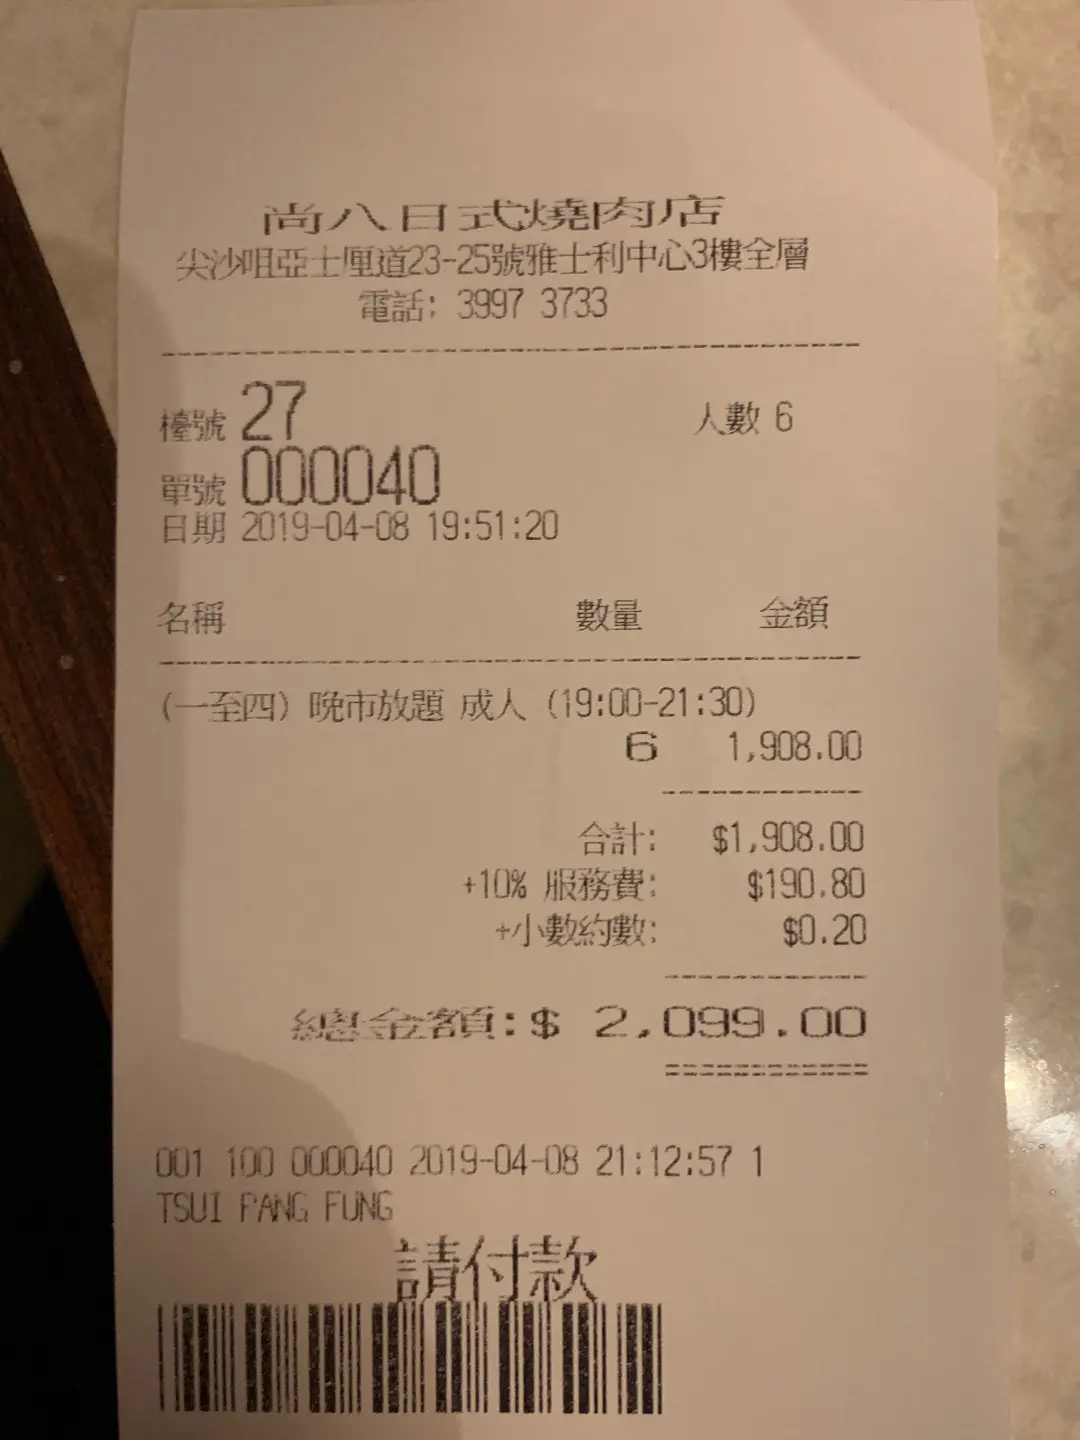 尚八日式燒肉店
尖沙咀亞士厘道23-25號雅士利中心3樓全層
電話: 3997 3733
檯號 27 人數 6
單號 000040
日期 2019-04-08 19:51:20
名稱 數量 金額
(一至四) 晚市放題 成人 (19:00-21:30)
6 1,908.00
合計: $1,908.00
+10% 服務費: $190.80
+小數約數: $0.20
總金額:$ 2,099.00
001 100 000040 2019-04-08 21:12:57 1
TSUI PANG FUNG
請付款